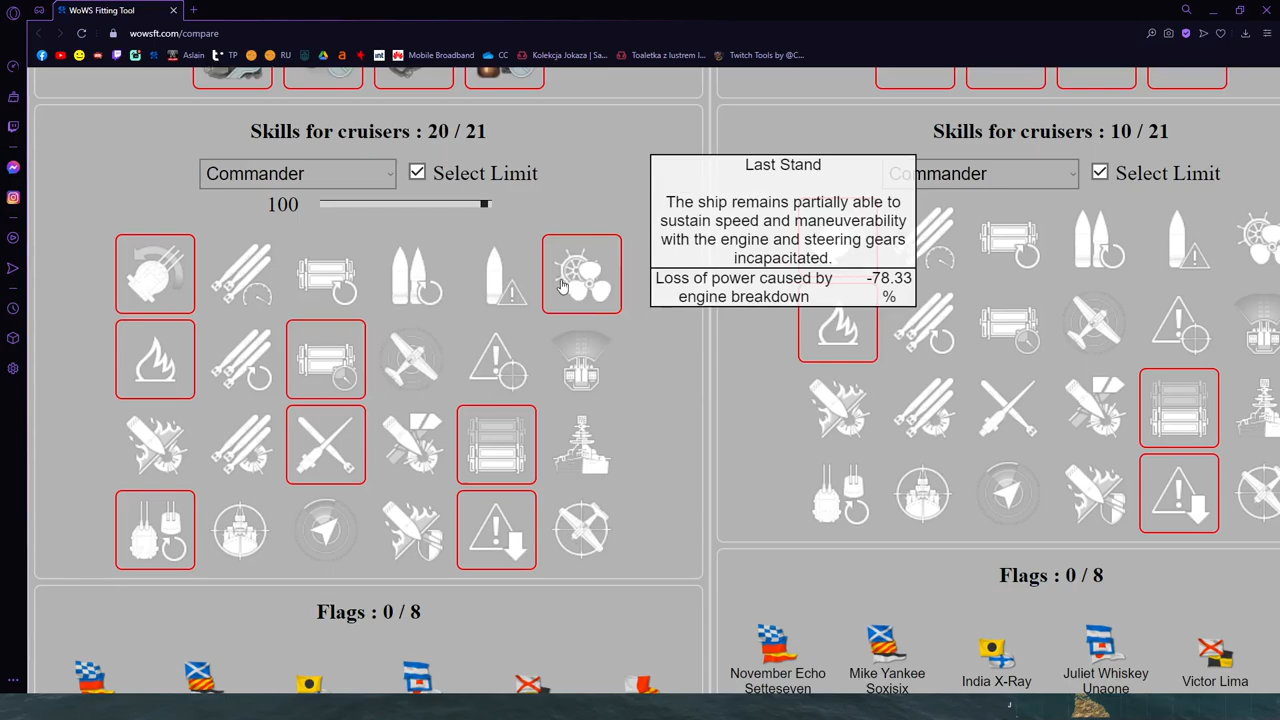 WoWS Fitting Tool
wowsft.com/compare
Aslain
TP
RU
int
Mobile Broadband
CC
Kolekcja Jokaza | Sa...
Toaletka z lustrem I...
Twitch Tools by @C...
Skills for cruisers : 20 / 21
Commander
Select Limit
100
Last Stand
The ship remains partially able to
sustain speed and maneuverability
with the engine and steering gears
incapacitated.
Loss of power caused by -78.33
engine breakdown %
Skills for cruisers : 10 / 21
mmander
Select Limit
Flags : 0 / 8
Flags : 0 / 8
November Echo
Setteseven
Mike Yankee
Soxisix
India X-Ray
Juliet Whiskey
Unaone
Victor Lima